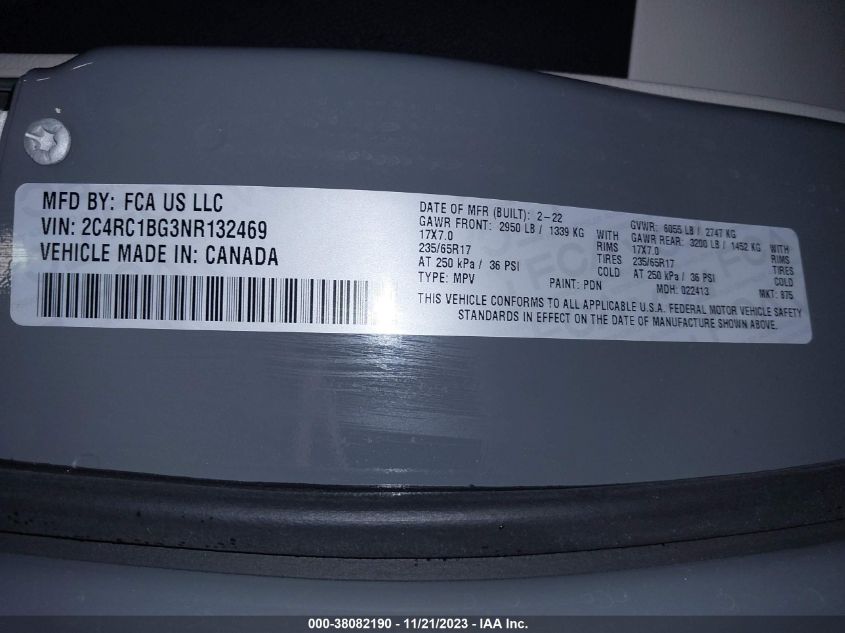 MFD BY: FCA US LLC
VIN: 2C4RC1BG3NR132469
VEHICLE MADE IN: CANADA
DATE OF MFR (BUILT): 2-22
GAWR FRONT: 2950 LB / 1339 KG WITH
17X7.0 RIMS
235/65R17 TIRES
AT 250 kPa / 36 PSI COLD
TYPE: MPV PAINT: PDN
GVWR: 6055 LB / 2747 KG
GAWR REAR: 3200 LB / 1452 KG WITH
17X7.0 RIMS
235/65R17 TIRES
AT 250 kPa / 36 PSI COLD
MDH: 022413 MKT: 875
THIS VEHICLE CONFORMS TO ALL APPLICABLE U.S.A. FEDERAL MOTOR VEHICLE SAFETY
STANDARDS IN EFFECT ON THE DATE OF MANUFACTURE SHOWN ABOVE.
000-38082190 - 11/21/2023 - IAA Inc.